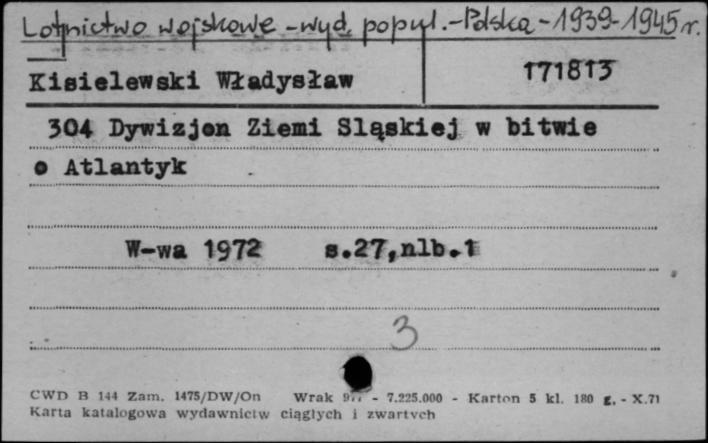 Lotnictwo wojskowe - wyd. popul. - Polska - 1939-1945 r.
Kisielewski Władysław 171813
304 Dywizjon Ziemi Sląskiej w bitwie
o Atlantyk
W-wa 1972 s.27,nlb.1
3
CWD B 144 Zam. 1475/DW/On Wrak - 7.225.000 - Karton 5 kl. 180 g. - X.71
Karta katalogowa wydawnictw ciągłych i zwartych